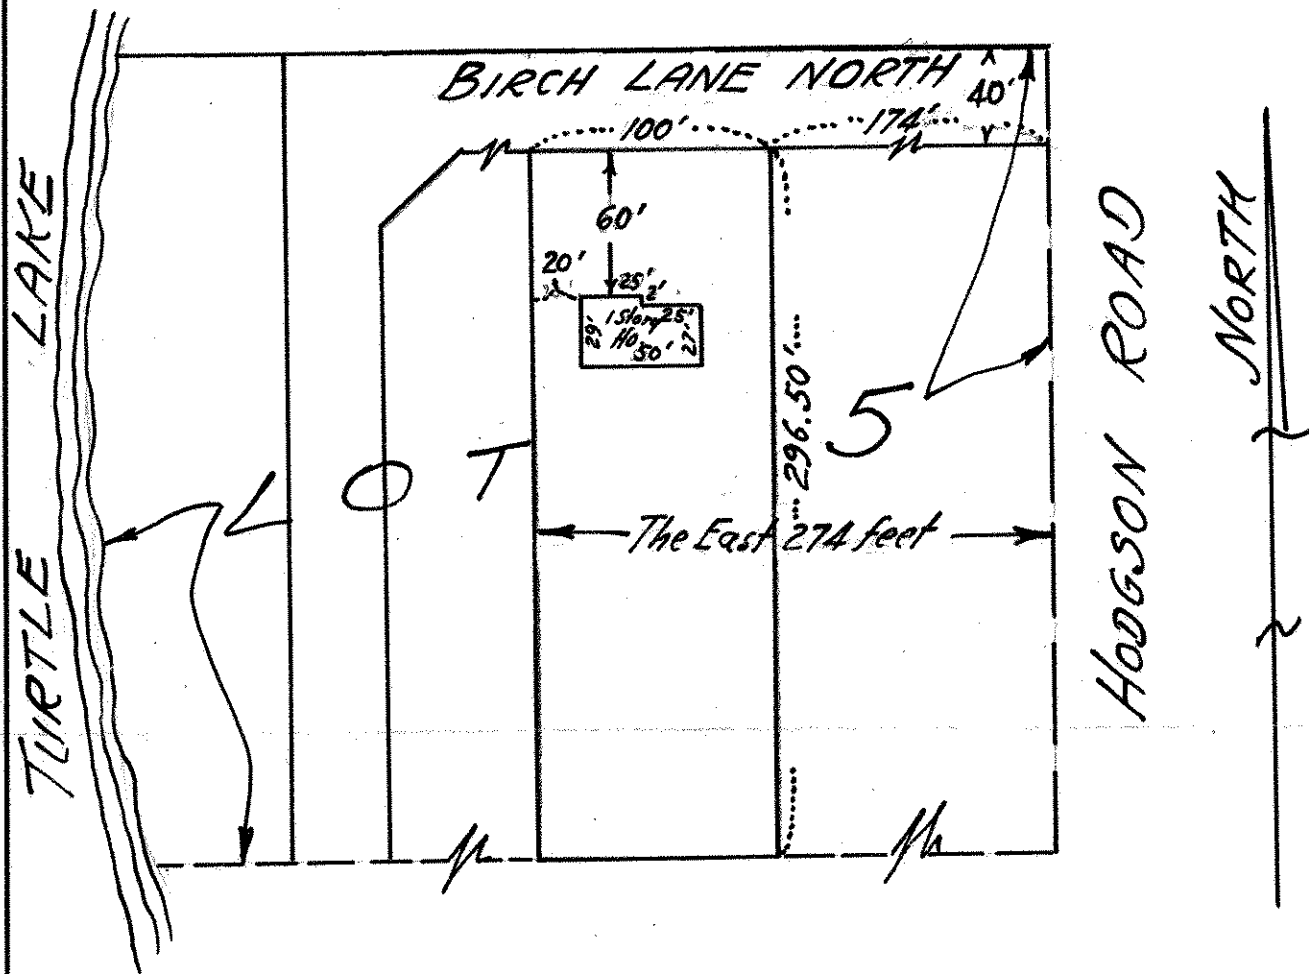 BIRCH LANE NORTH
40'
100'
174'
60'
20'
25'
2'
1 Story
25'
29'
Ho.
50'
27'
296.50'
LOT 5
The East 274 feet
TURTLE LAKE
HODGSON ROAD
NORTH